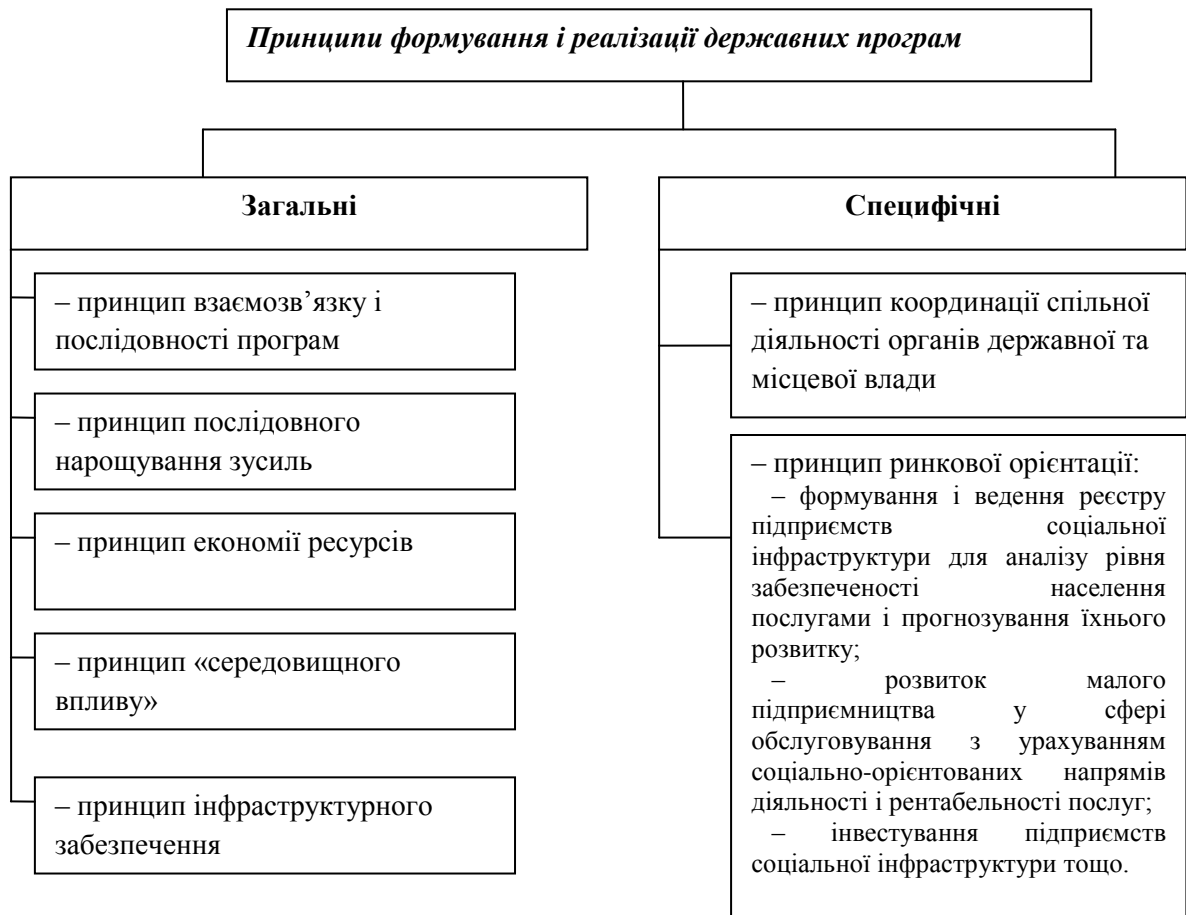 Принципи формування і реалізації державних програм
Загальні
– принцип взаємозв’язку і
послідовності програм
– принцип послідовного
нарощування зусиль
– принцип економії ресурсів
– принцип «середовищного
впливу»
– принцип інфраструктурного
забезпечення
Специфічні
– принцип координації спільної
діяльності органів державної та
місцевої влади
– принцип ринкової орієнтації:
– формування і ведення реєстру
підприємств соціальної
інфраструктури для аналізу рівня
забезпеченості населення
послугами і прогнозування їхнього
розвитку;
– розвиток малого
підприємництва у сфері
обслуговування з урахуванням
соціально-орієнтованих напрямів
діяльності і рентабельності послуг;
– інвестування підприємств
соціальної інфраструктури тощо.